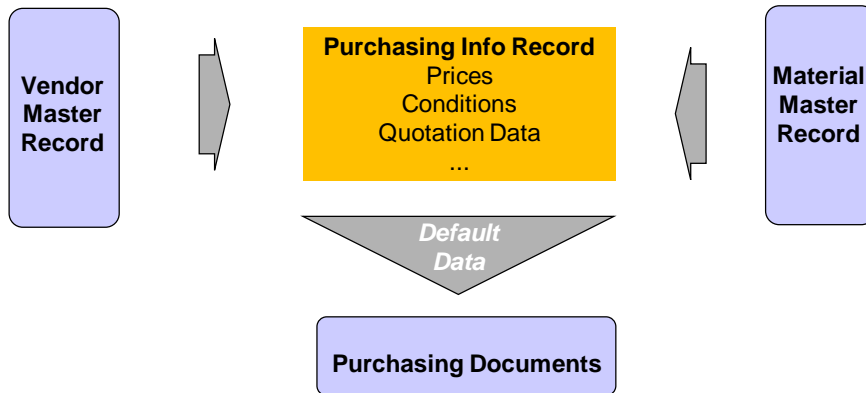 Vendor
Master
Record
Purchasing Info Record
Prices
Conditions
Quotation Data
...
Material
Master
Record
Default
Data
Purchasing Documents